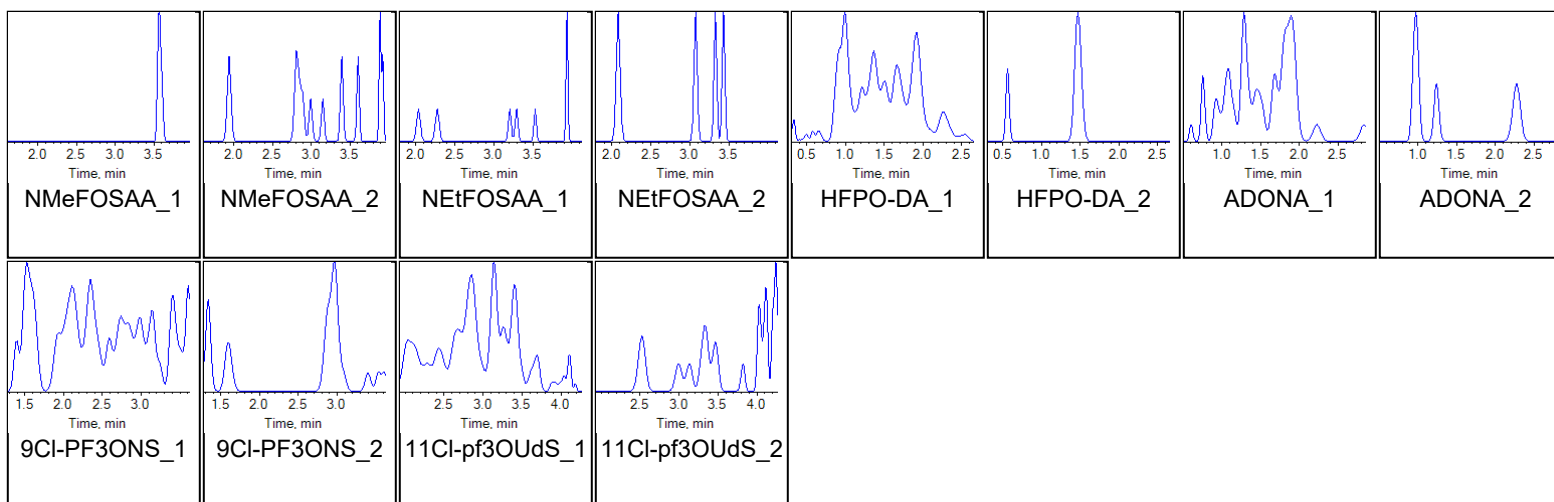 2.0 2.5 3.0 3.5
Time, min
NMeFOSAA_1
2.0 2.5 3.0 3.5
Time, min
NMeFOSAA_2
2.0 2.5 3.0 3.5
Time, min
NEtFOSAA_1
2.0 2.5 3.0 3.5
Time, min
NEtFOSAA_2
0.5 1.0 1.5 2.0 2.5
Time, min
HFPO-DA_1
0.5 1.0 1.5 2.0 2.5
Time, min
HFPO-DA_2
1.0 1.5 2.0 2.5
Time, min
ADONA_1
1.0 1.5 2.0 2.5
Time, min
ADONA_2
1.5 2.0 2.5 3.0
Time, min
9Cl-PF3ONS_1
1.5 2.0 2.5 3.0
Time, min
9Cl-PF3ONS_2
2.5 3.0 3.5 4.0
Time, min
11Cl-pf3OUdS_1
2.5 3.0 3.5 4.0
Time, min
11Cl-pf3OUdS_2